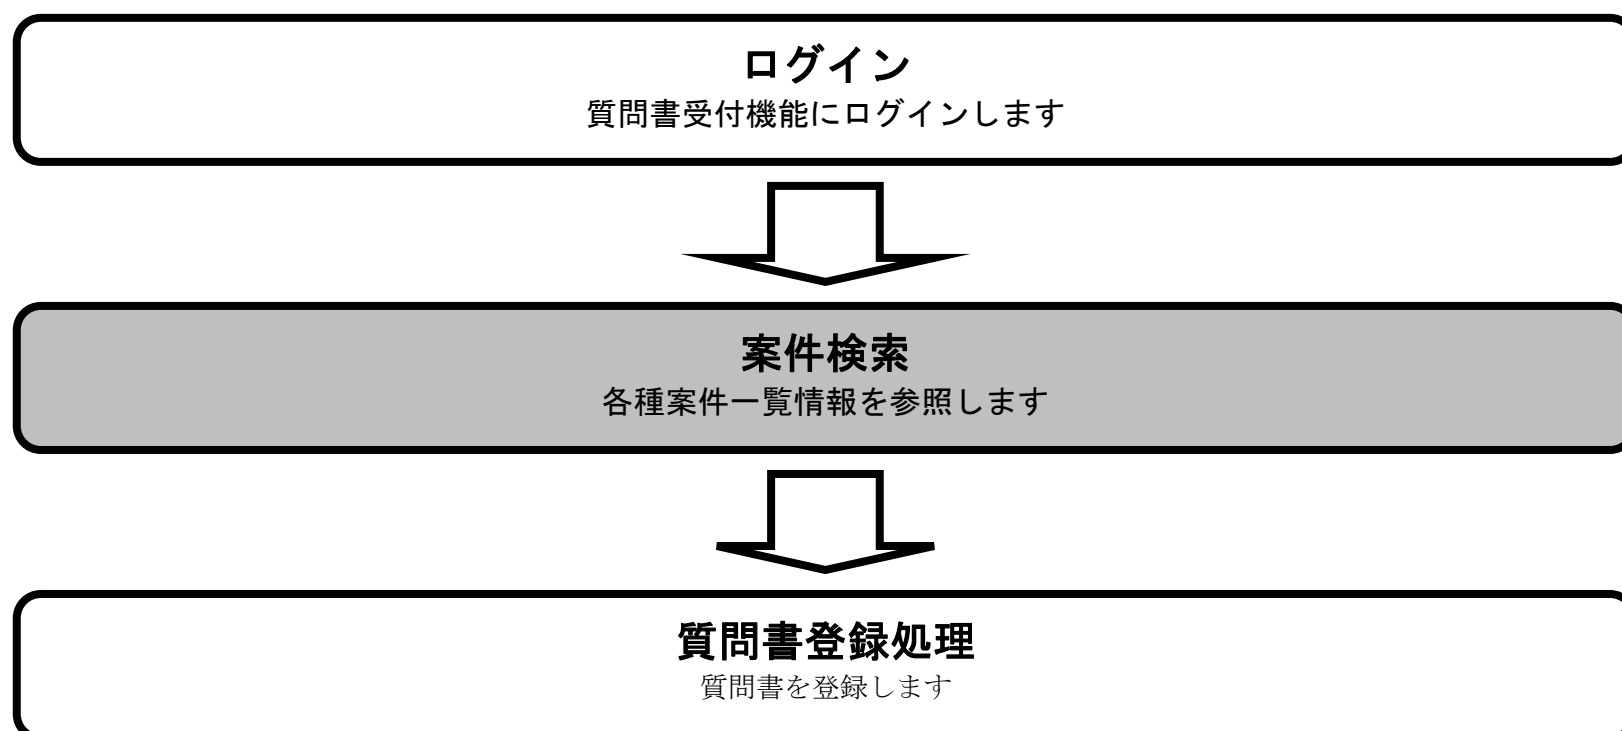 ログイン
質問書受付機能にログインします
案件検索
各種案件一覧情報を参照します
質問書登録処理
質問書を登録します